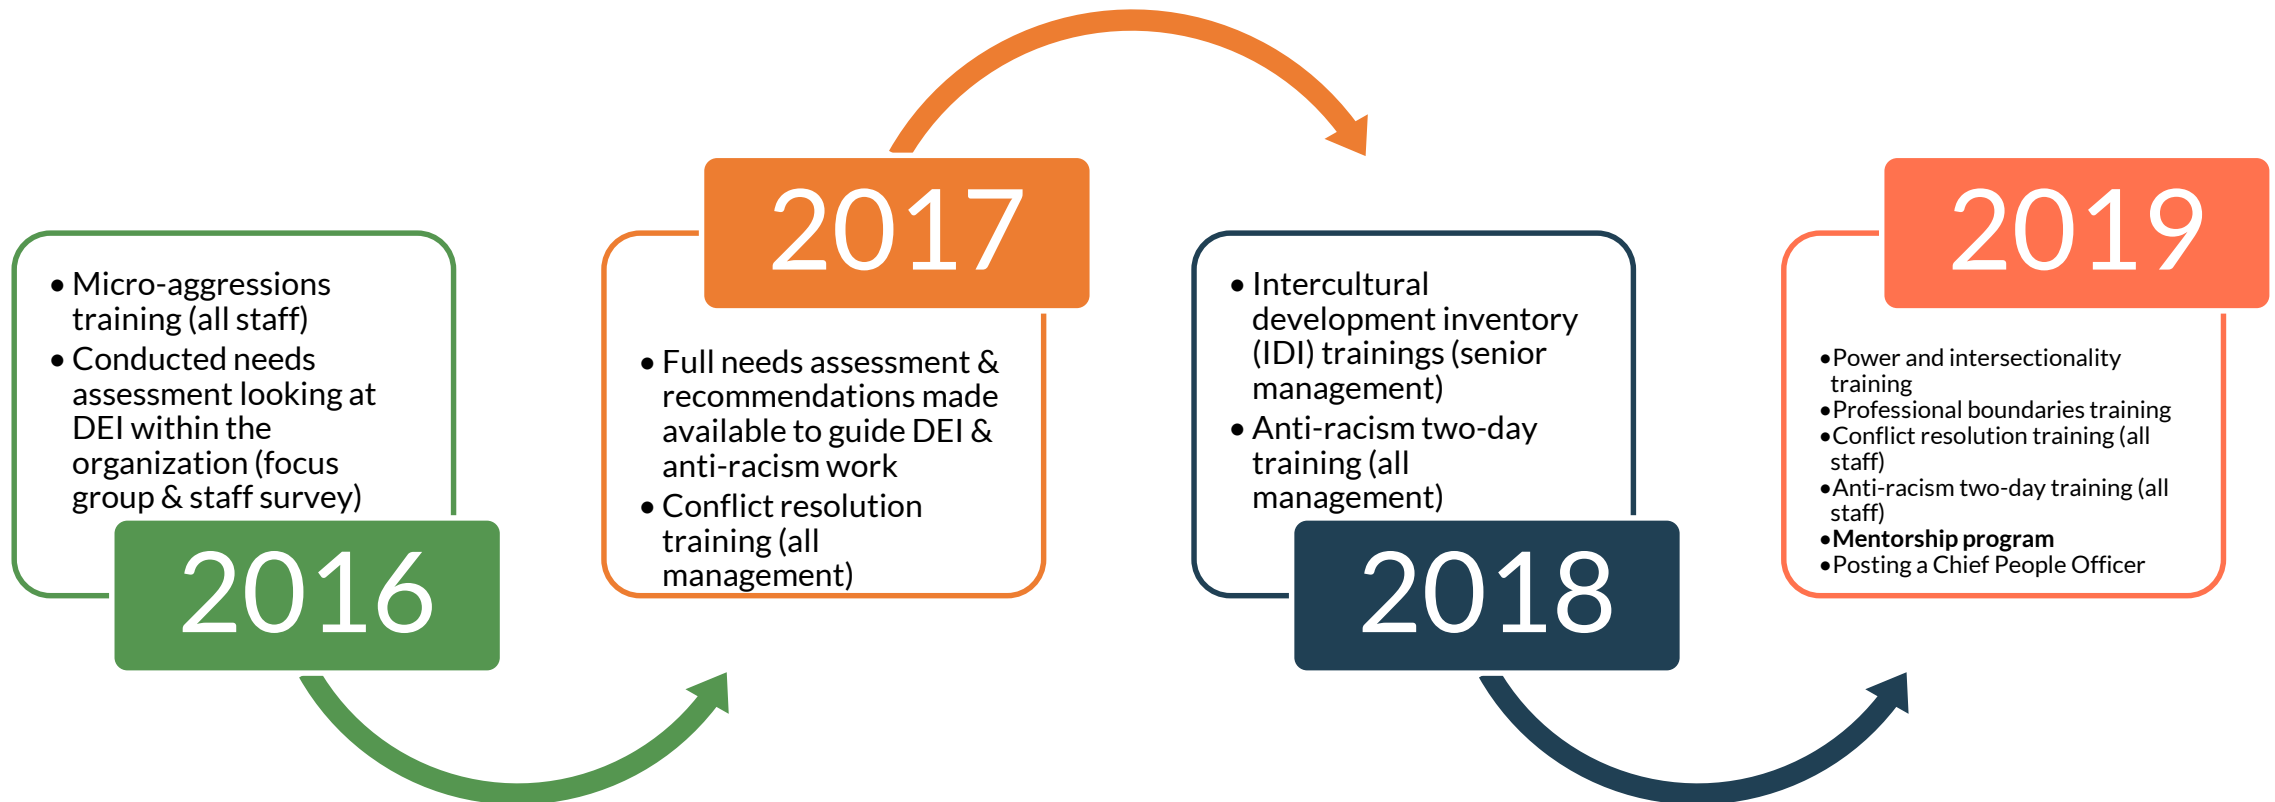 • Micro-aggressions
training (all staff)
• Conducted needs
assessment looking at
DEI within the
organization (focus
group & staff survey)
2016
2017
• Full needs assessment &
recommendations made
available to guide DEI &
anti-racism work
• Conflict resolution
training (all
management)
• Intercultural
development inventory
(IDI) trainings (senior
management)
• Anti-racism two-day
training (all
management)
2018
2019
•Power and intersectionality
training
•Professional boundaries training
•Conflict resolution training (all
staff)
•Anti-racism two-day training (all
staff)
•Mentorship program
•Posting a Chief People Officer